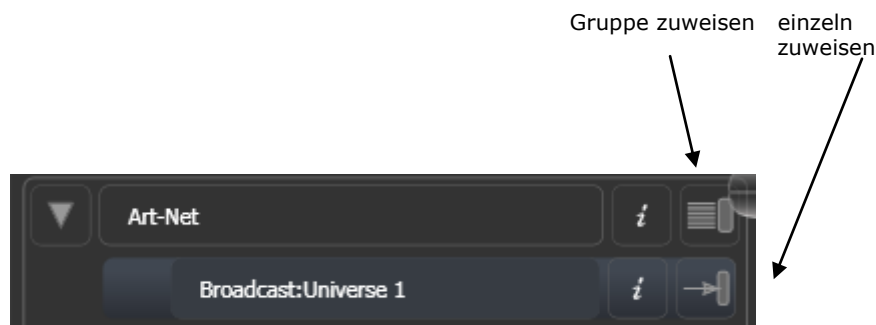 Gruppe zuweisen
einzeln
zuweisen
Art-Net
i
Broadcast:Universe 1
i